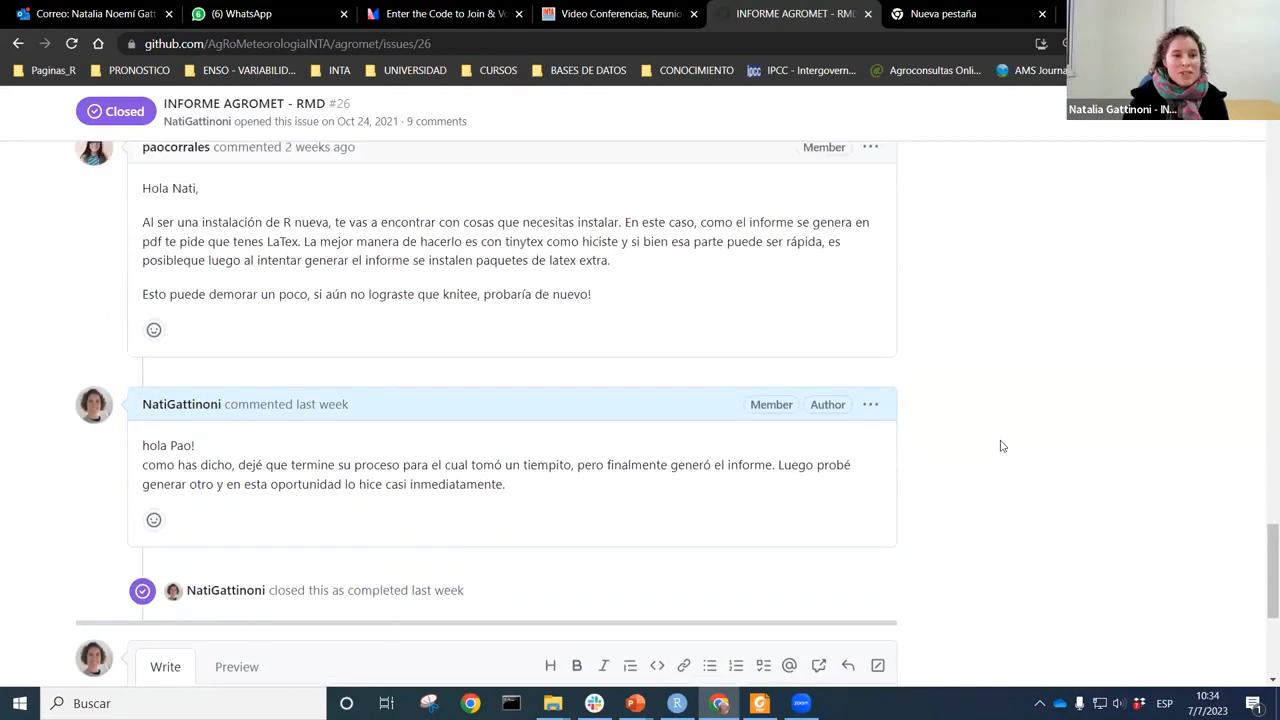 Correo: Natalia Noemí Gatt
(6) WhatsApp
Enter the Code to Join & V
Video Conferencias, Reunio
INFORME AGROMET - RMD
Nueva pestaña
github.com/AgRoMeteorologiaINTA/agromet/issues/26
Paginas_R
PRONOSTICO
ENSO - VARIABILID...
INTA
UNIVERSIDAD
CURSOS
BASES DE DATOS
CONOCIMIENTO
IPCC - Intergovern...
Agroconsultas Onli...
AMS Journa
Natalia Gattinoni - IN...
Closed
INFORME AGROMET - RMD #26
NatiGattinoni opened this issue on Oct 24, 2021 · 9 comments
paocorrales commented 2 weeks ago
Member
Hola Nati,
Al ser una instalación de R nueva, te vas a encontrar con cosas que necesitas instalar. En este caso, como el informe se genera en
pdf te pide que tenes LaTex. La mejor manera de hacerlo es con tinytex como hiciste y si bien esa parte puede ser rápida, es
posibleque luego al intentar generar el informe se instalen paquetes de latex extra.
Esto puede demorar un poco, si aún no lograste que knitee, probaría de nuevo!
NatiGattinoni commented last week
Member
Author
hola Pao!
como has dicho, dejé que termine su proceso para el cual tomó un tiempito, pero finalmente generó el informe. Luego probé
generar otro y en esta oportunidad lo hice casi inmediatamente.
NatiGattinoni closed this as completed last week
Write
Preview
Buscar
ESP
10:34
7/7/2023